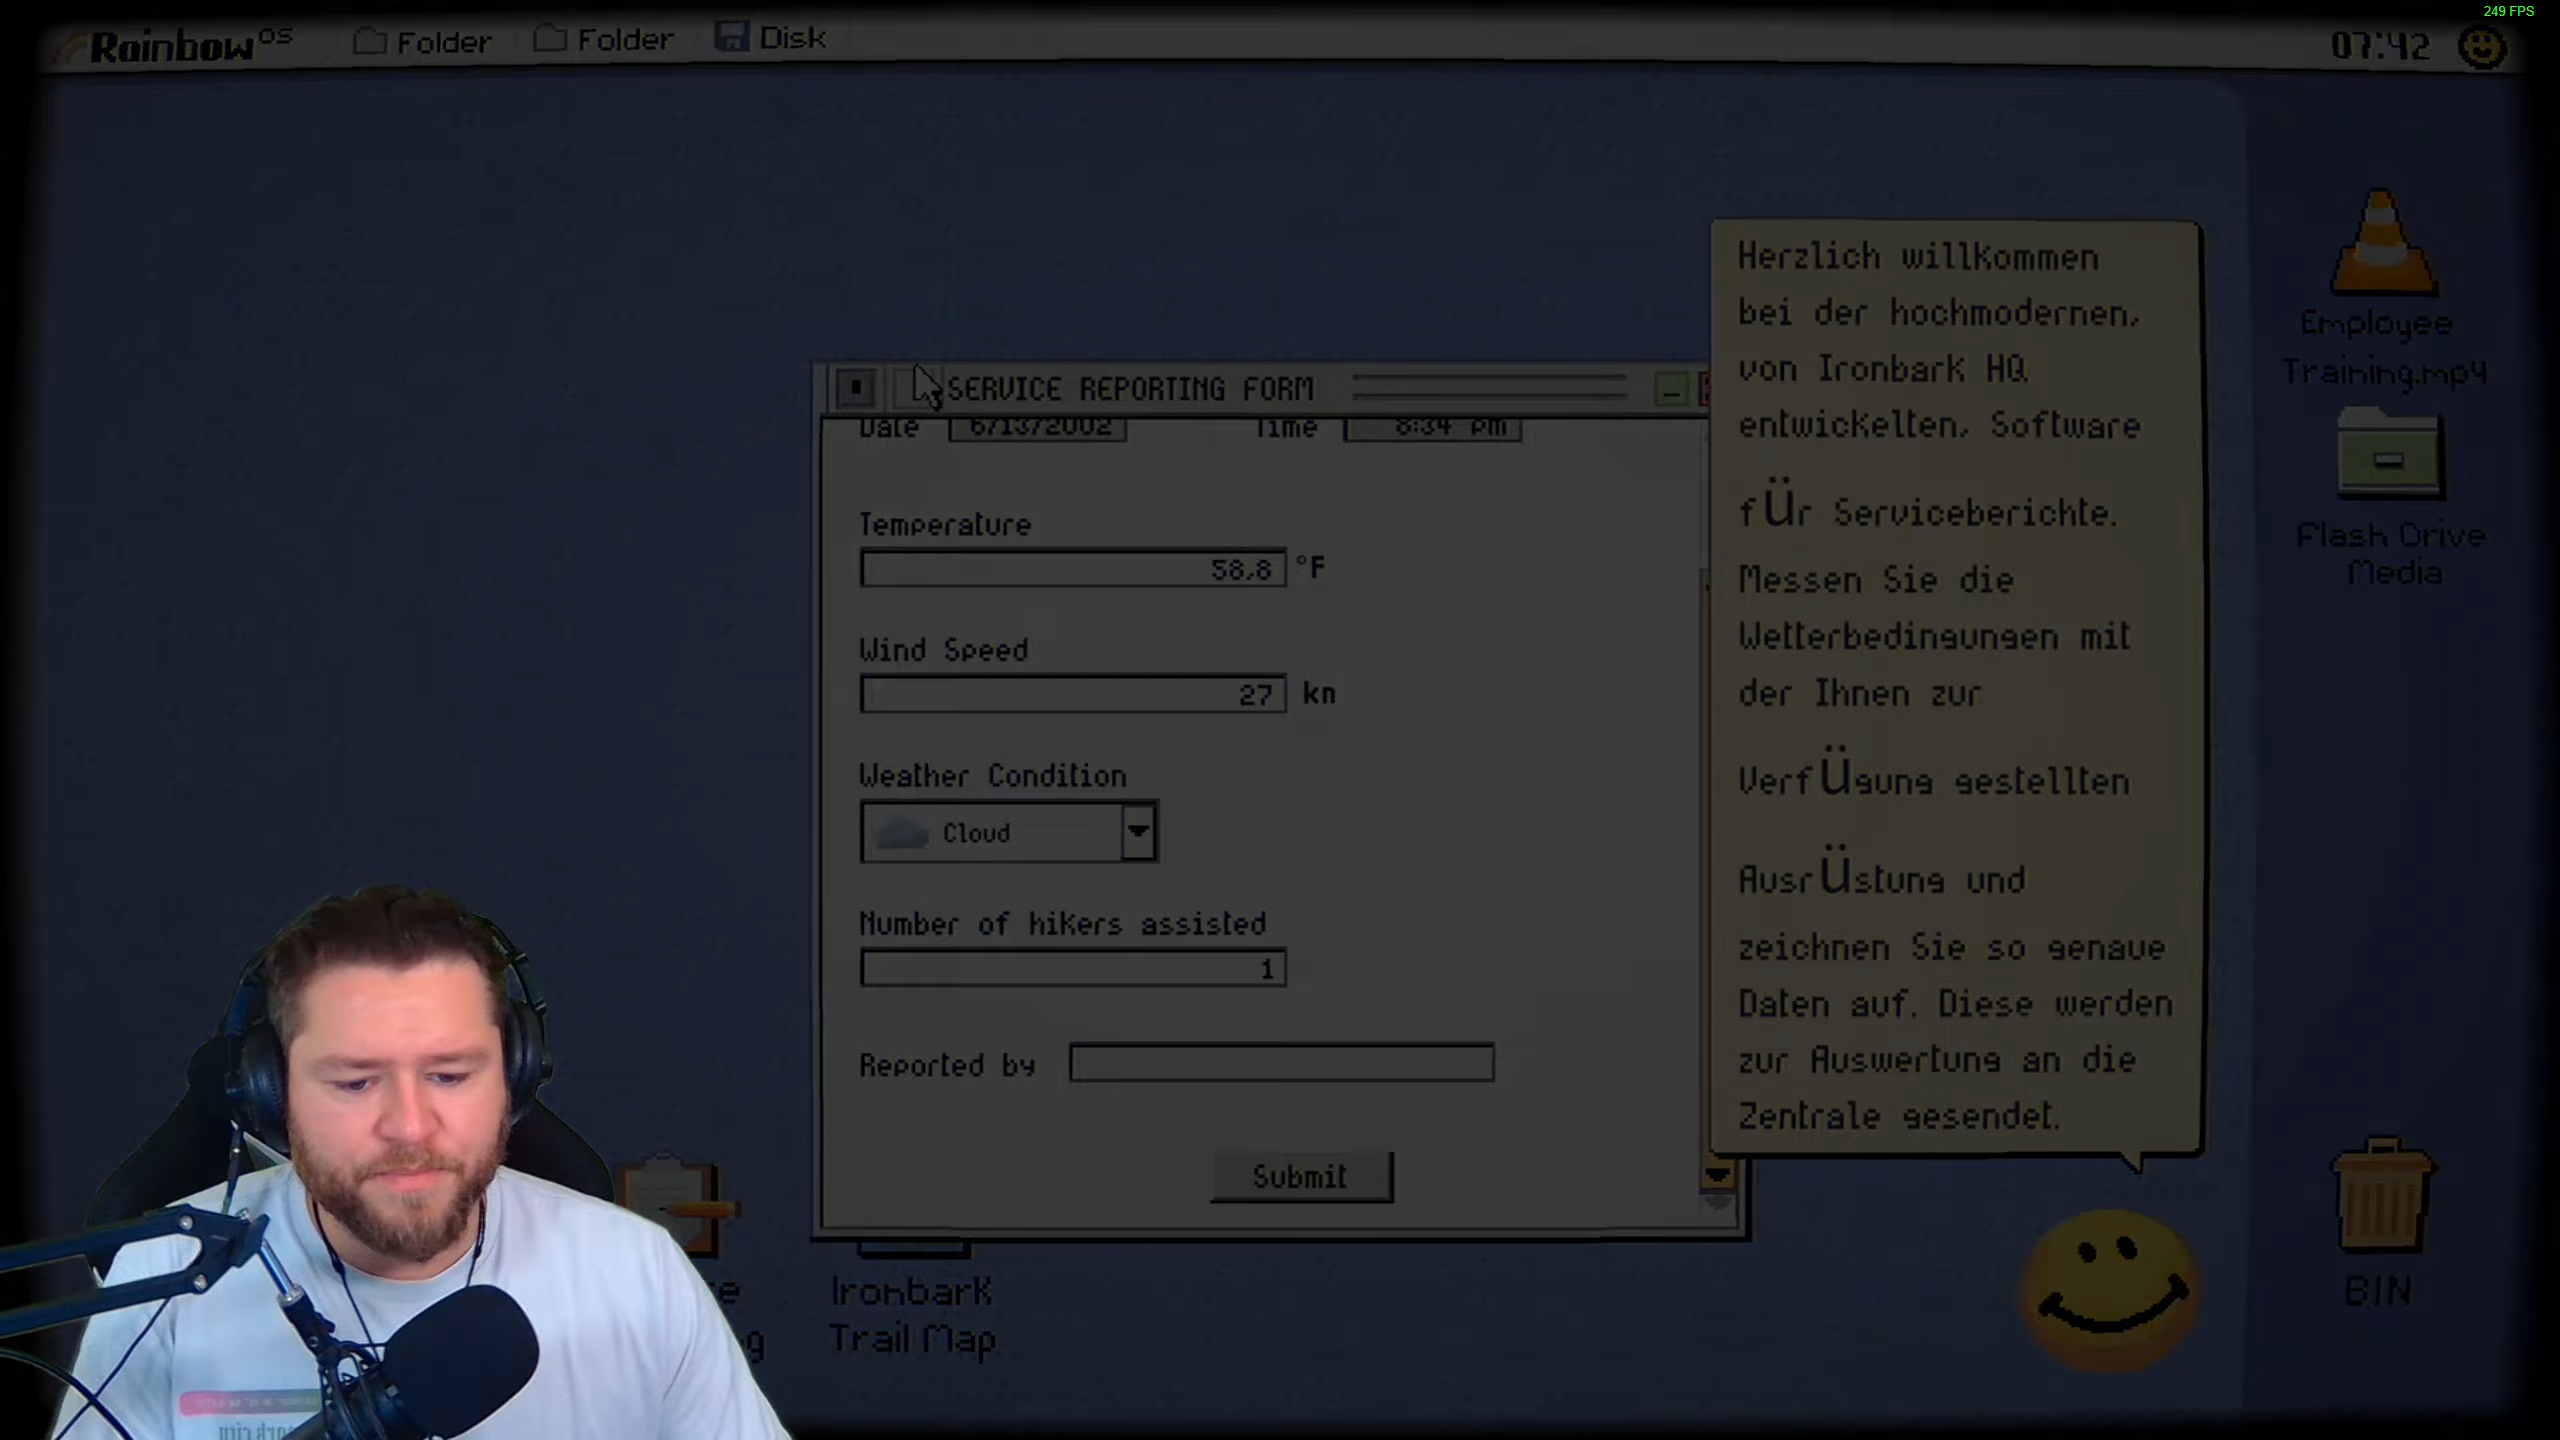 249 FPS
Rainbow OS
Folder
Folder
Disk
07:42
SERVICE REPORTING FORM
Date 6/13/2002 Time 8:34 pm
Temperature
58,8 °F
Wind Speed
27 kn
Weather Condition
Cloud
Number of hikers assisted
1
Reported by
Submit
Herzlich willkommen
bei der hochmodernen,
von Ironbark HQ
entwickelten, Software
fÜr Serviceberichte.
Messen Sie die
Wetterbedingungen mit
der Ihnen zur
VerfÜgung gestellten
AusrÜstung und
zeichnen Sie so genaue
Daten auf. Diese werden
zur Auswertung an die
Zentrale gesendet.
Employee
Training.mp4
Flash Drive
Media
Ironbark
Trail Map
BIN